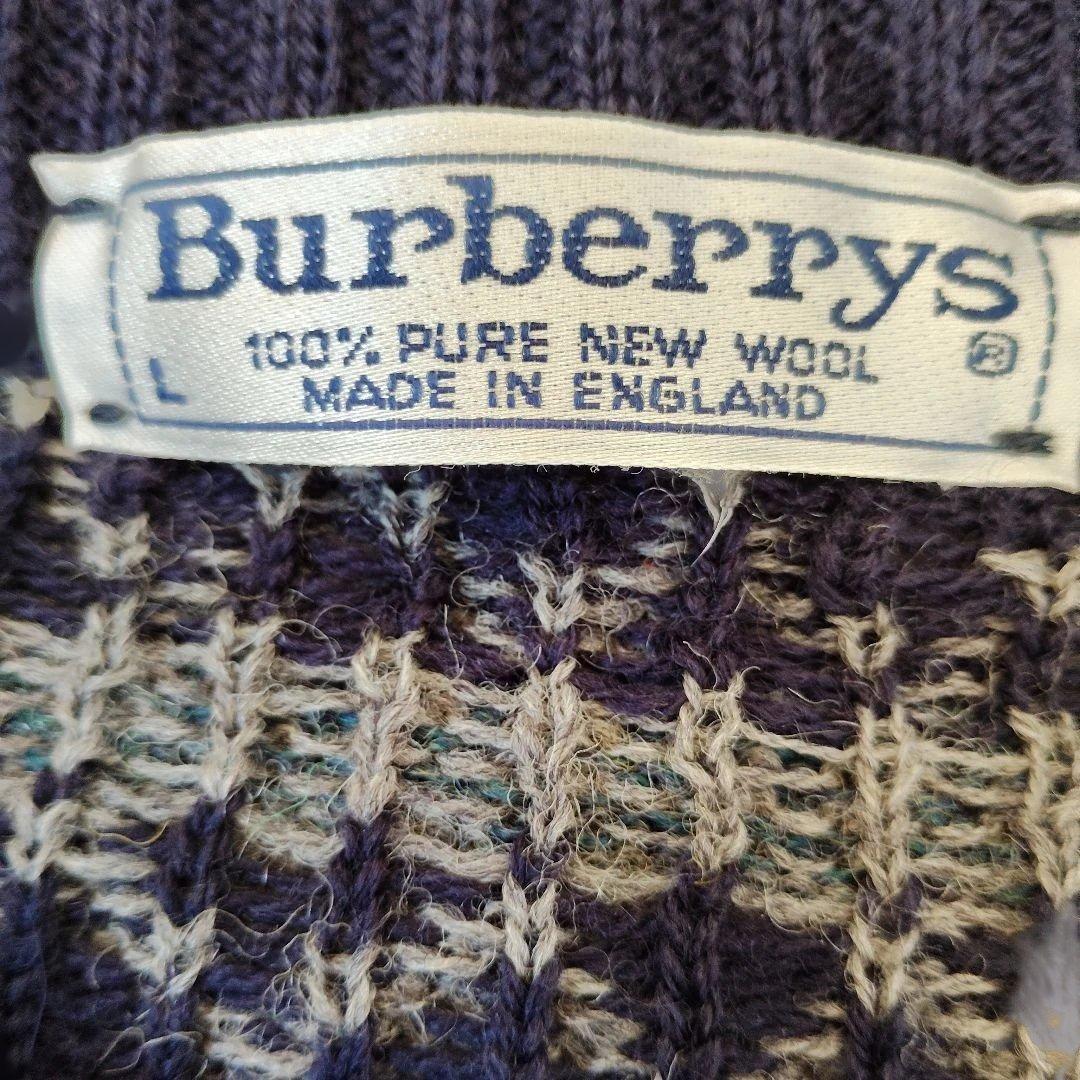 Burberrys
100% PURE NEW WOOL ®
L MADE IN ENGLAND